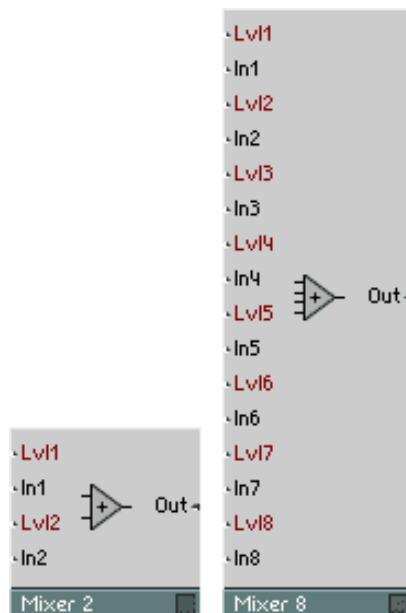 Lvl1
In1
Lvl2
In2
Out
Mixer 2
Lvl1
In1
Lvl2
In2
Lvl3
In3
Lvl4
In4
Lvl5
In5
Lvl6
In6
Lvl7
In7
Lvl8
In8
Out
Mixer 8